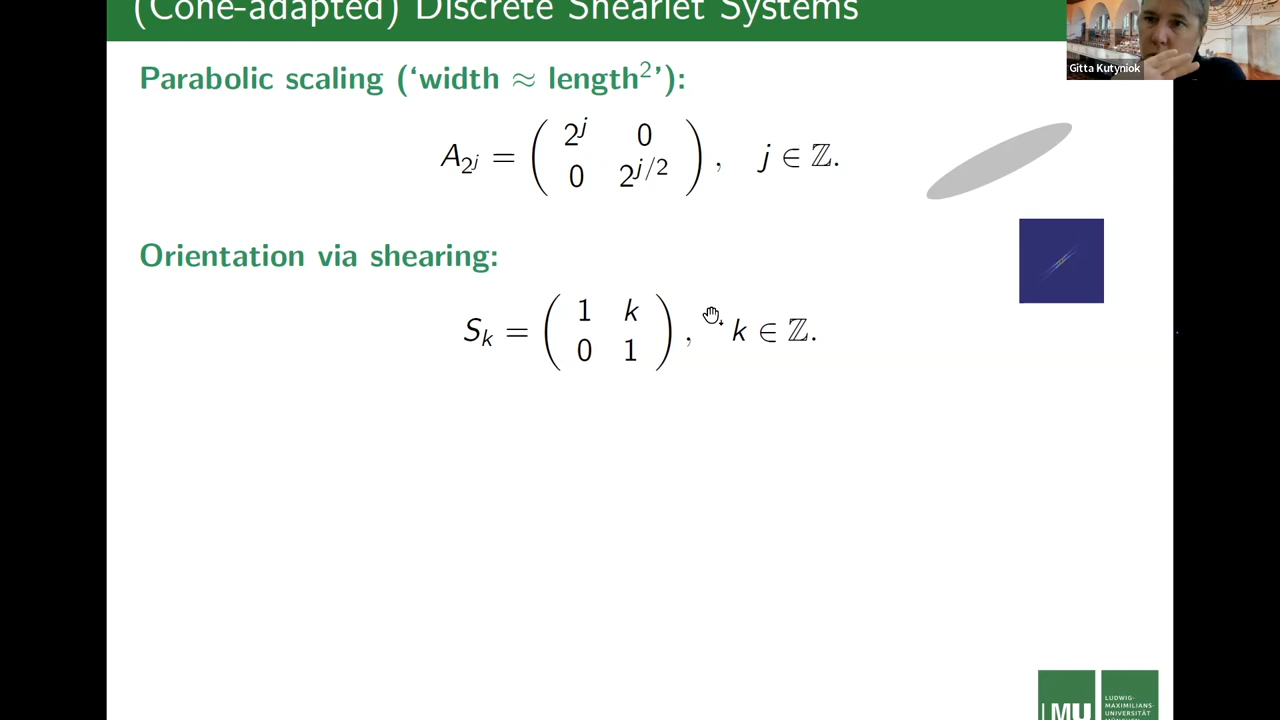 (Cone-adapted) Discrete Shearlet Systems
Gitta Kutyniok
Parabolic scaling (‘width ≈ length²’):
A_{2^j} = ( 2^j 0 ; 0 2^{j/2} ), j ∈ ℤ.
Orientation via shearing:
S_k = ( 1 k ; 0 1 ), k ∈ ℤ.
LMU
LUDWIG-
MAXIMILIANS-
UNIVERSITÄT